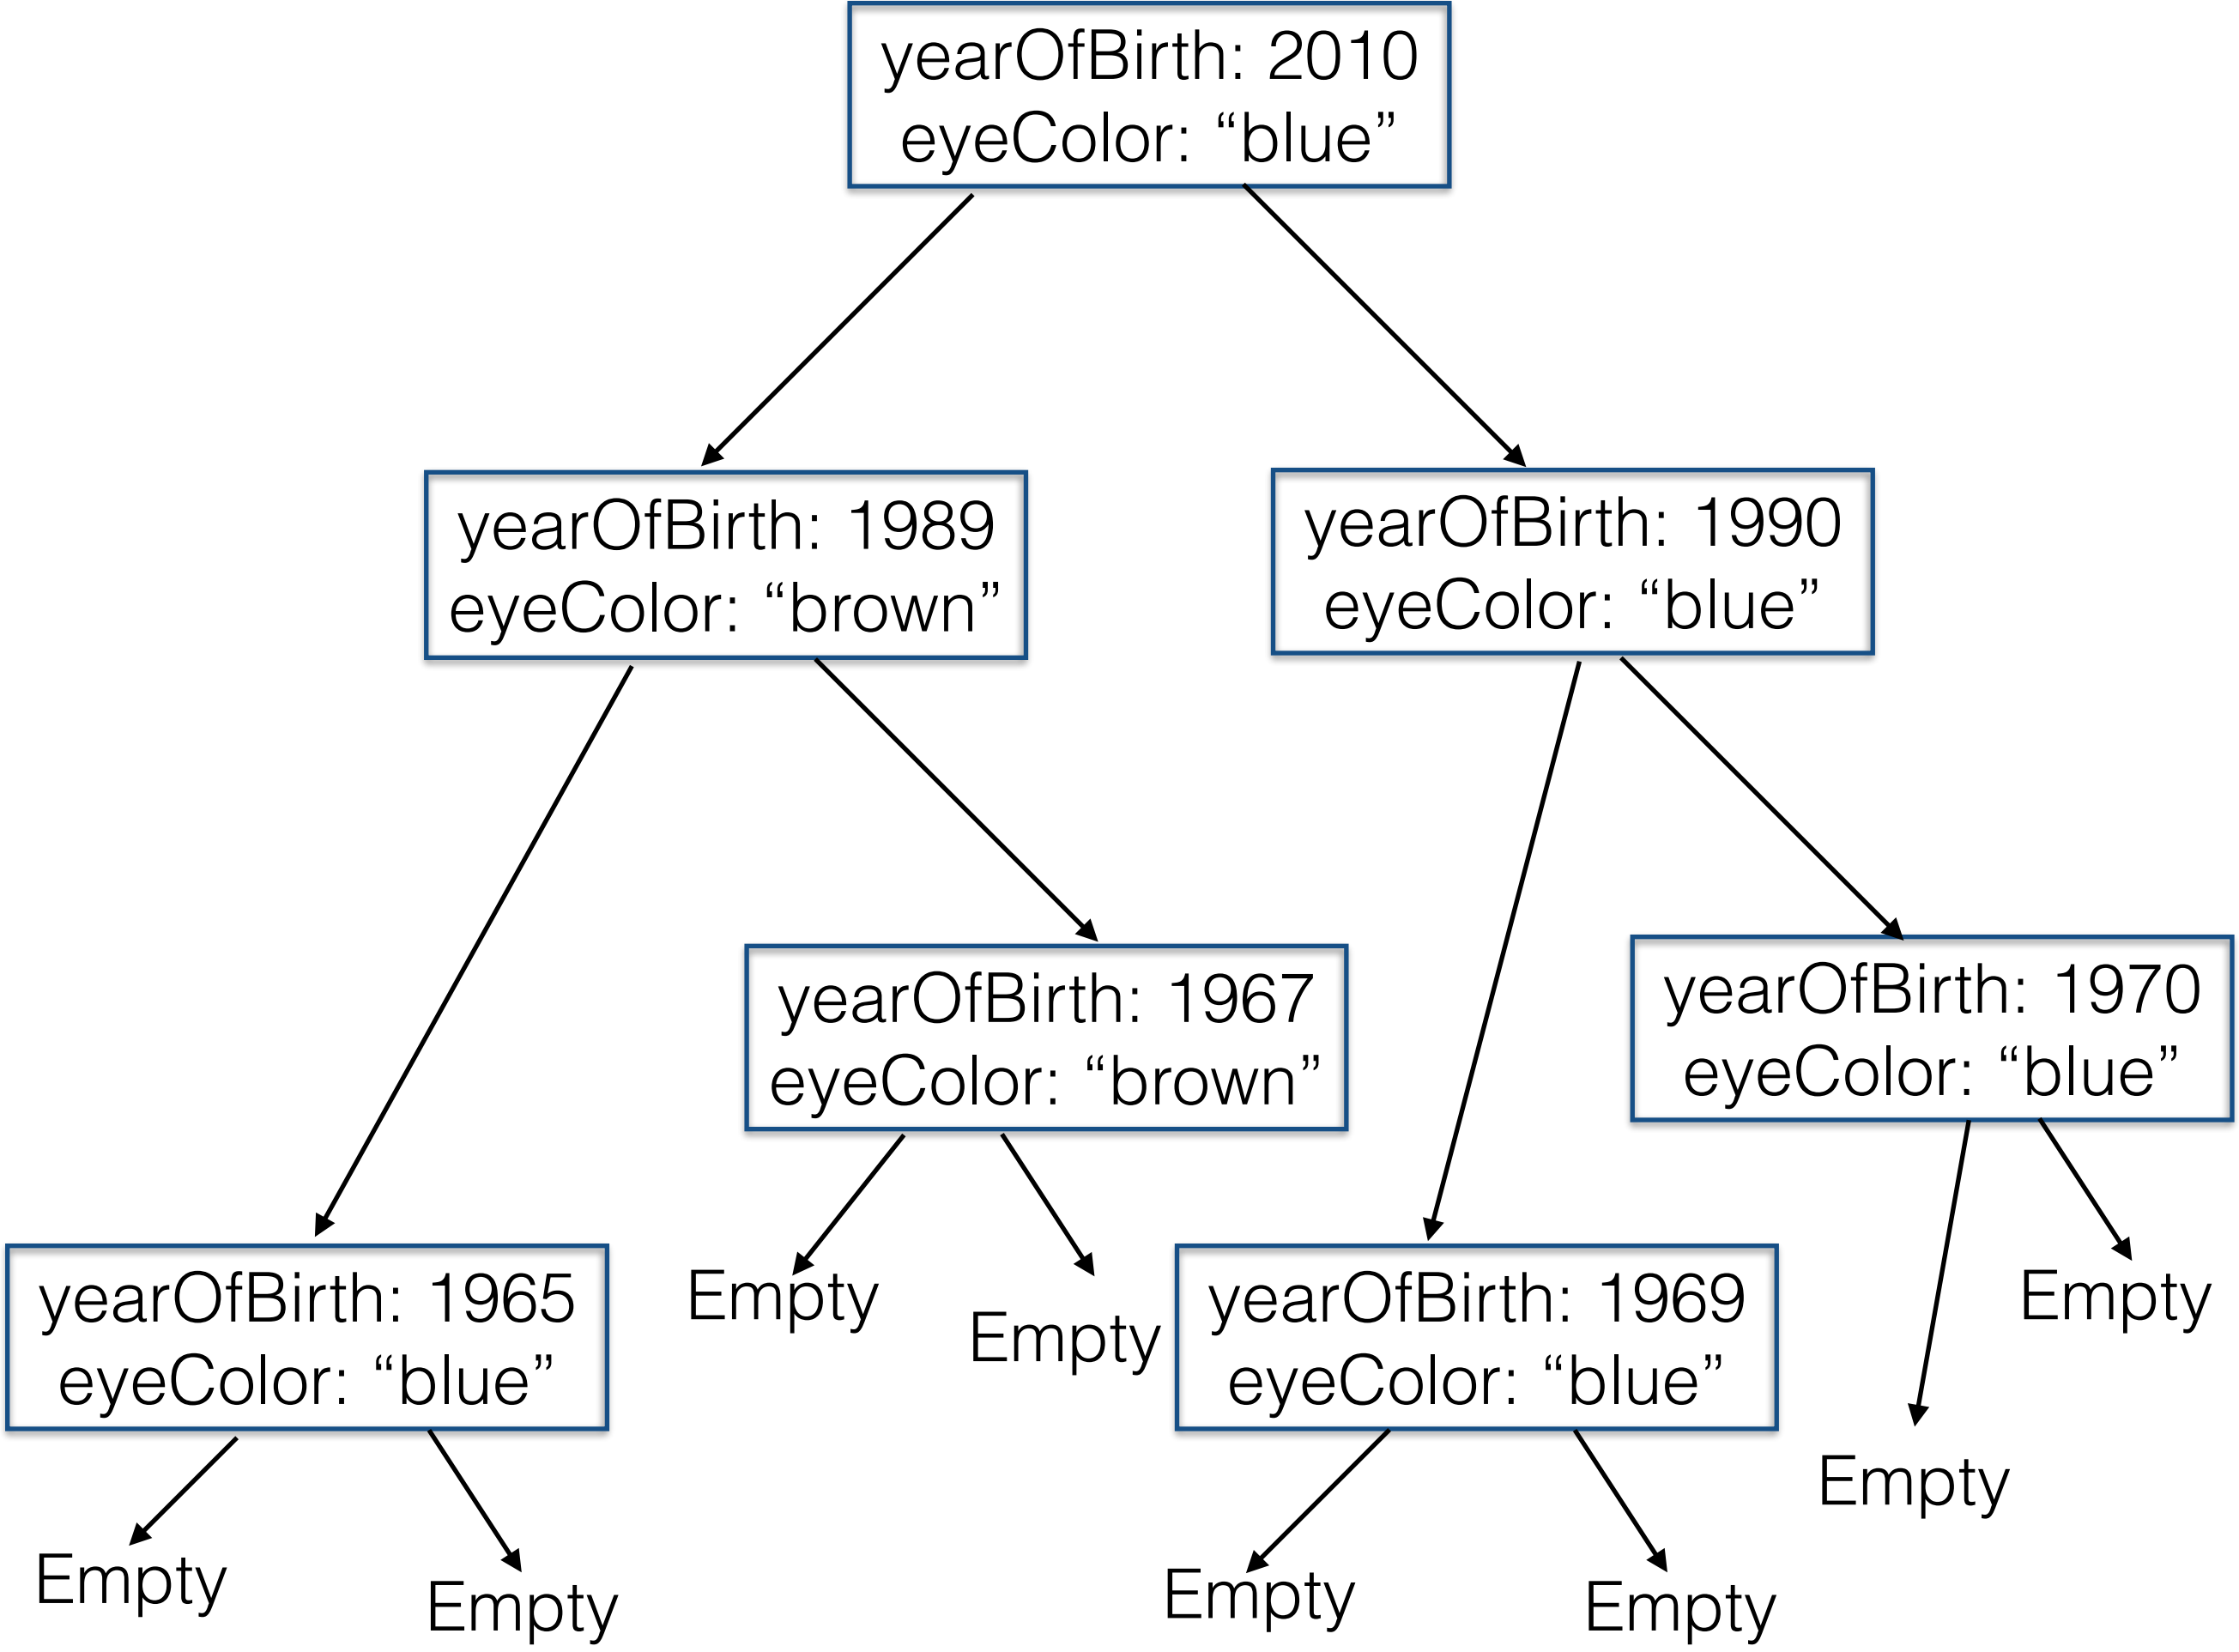 yearOfBirth: 2010
eyeColor: “blue”
yearOfBirth: 1989
eyeColor: “brown”
yearOfBirth: 1990
eyeColor: “blue”
yearOfBirth: 1967
eyeColor: “brown”
yearOfBirth: 1970
eyeColor: “blue”
yearOfBirth: 1965
eyeColor: “blue”
Empty
Empty
yearOfBirth: 1969
eyeColor: “blue”
Empty
Empty
Empty
Empty
Empty
Empty